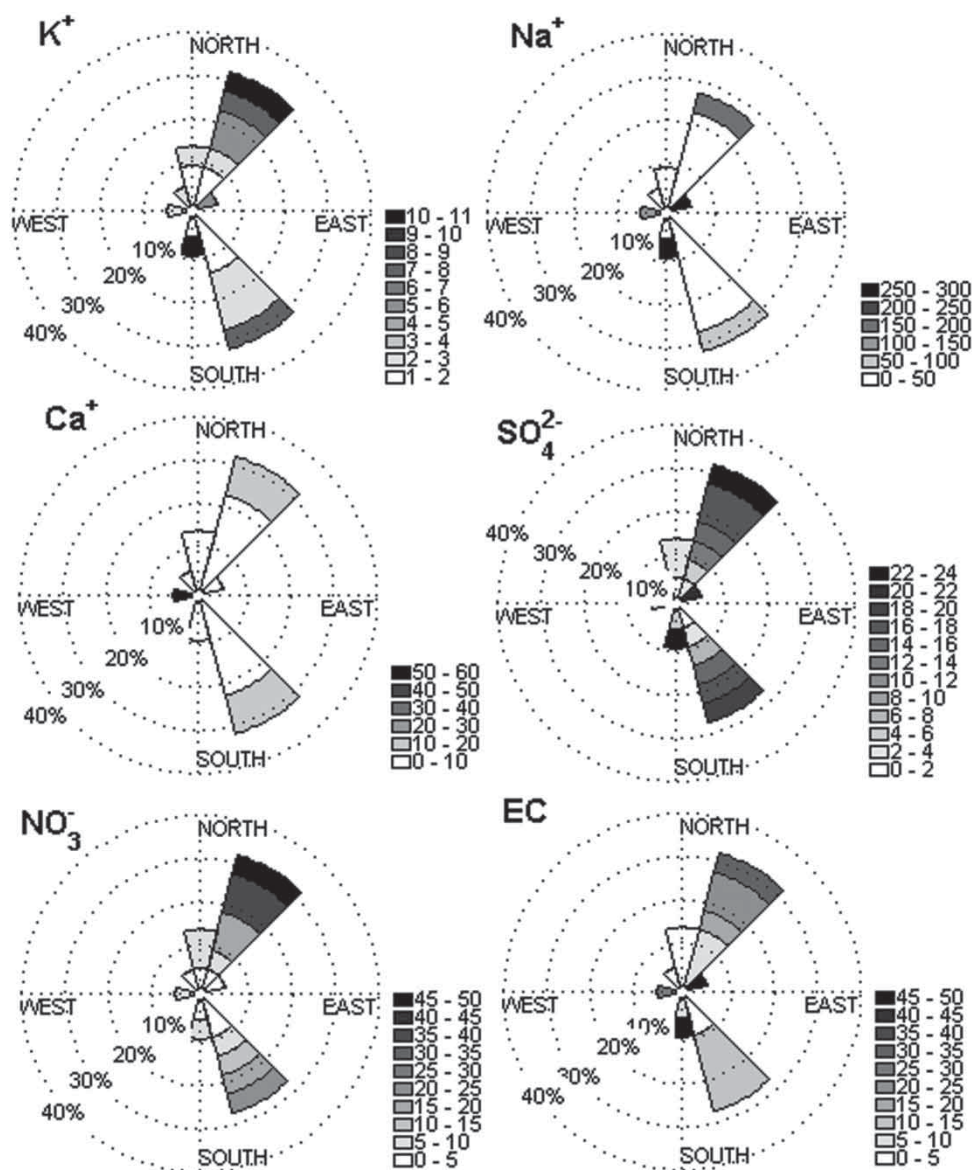 K+
NORTH
WEST
EAST
10%
20%
30%
40%
SOUTH
10 - 11
9 - 10
8 - 9
7 - 8
6 - 7
5 - 6
4 - 5
3 - 4
2 - 3
1 - 2
Na+
NORTH
WEST
EAST
10%
20%
30%
40%
SOUTH
250 - 300
200 - 250
150 - 200
100 - 150
50 - 100
0 - 50
Ca+
NORTH
WEST
EAST
10%
20%
30%
40%
SOUTH
50 - 60
40 - 50
30 - 40
20 - 30
10 - 20
0 - 10
SO4 2-
NORTH
40%
30%
20%
10%
WEST
EAST
SOUTH
22 - 24
20 - 22
18 - 20
16 - 18
14 - 16
12 - 14
10 - 12
8 - 10
6 - 8
4 - 6
2 - 4
0 - 2
NO3-
NORTH
WEST
EAST
10%
20%
30%
40%
SOUTH
45 - 50
40 - 45
35 - 40
30 - 35
25 - 30
20 - 25
15 - 20
10 - 15
5 - 10
0 - 5
EC
NORTH
WEST
EAST
10%
20%
30%
40%
SOUTH
45 - 50
40 - 45
35 - 40
30 - 35
25 - 30
20 - 25
15 - 20
10 - 15
5 - 10
0 - 5